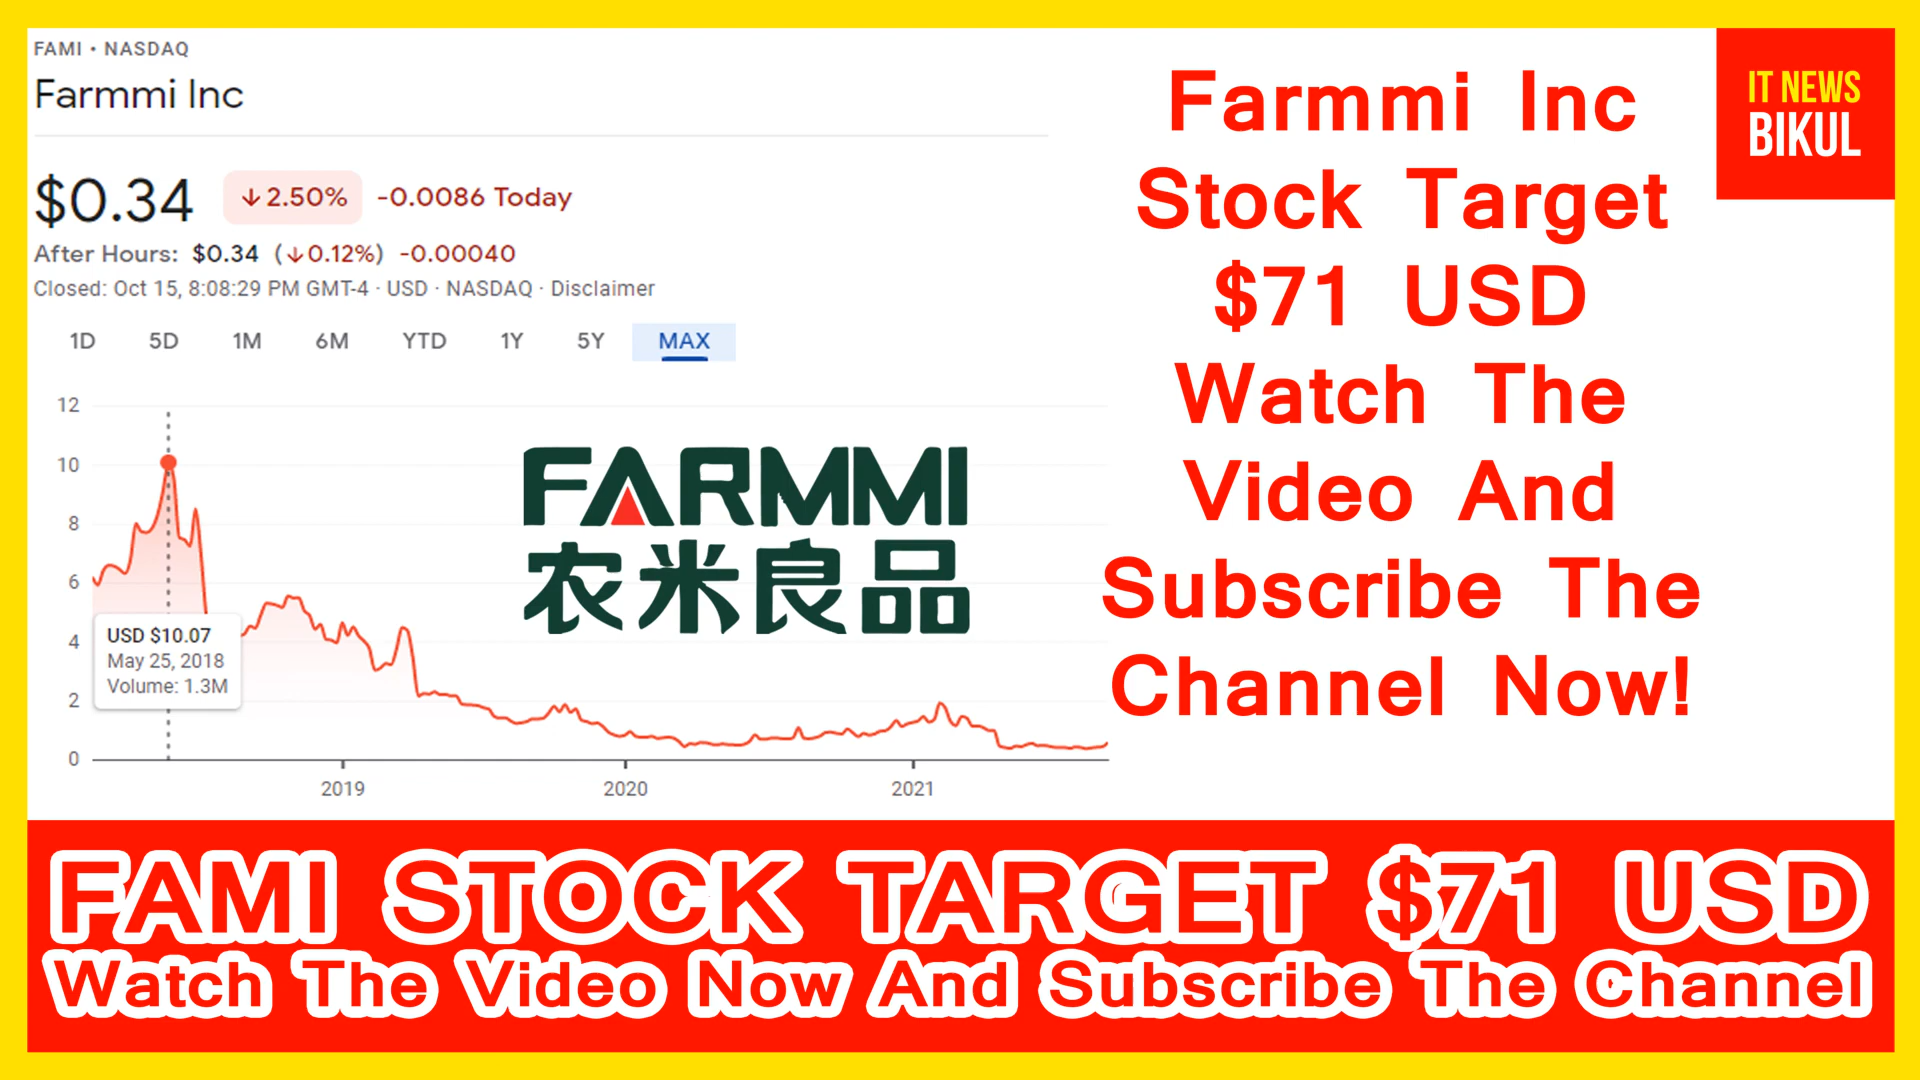 FAMI • NASDAQ
Farmmi Inc
$0.34 ↓2.50% -0.0086 Today
After Hours: $0.34 (↓0.12%) -0.00040
Closed: Oct 15, 8:08:29 PM GMT-4 · USD · NASDAQ · Disclaimer
1D 5D 1M 6M YTD 1Y 5Y MAX
12
10
8
6
4
2
0
USD $10.07
May 25, 2018
Volume: 1.3M
2019 2020 2021
FARMMI
农米良品
Farmmi Inc
Stock Target
$71 USD
Watch The
Video And
Subscribe The
Channel Now!
IT NEWS
BIKUL
FAMI STOCK TARGET $71 USD
Watch The Video Now And Subscribe The Channel